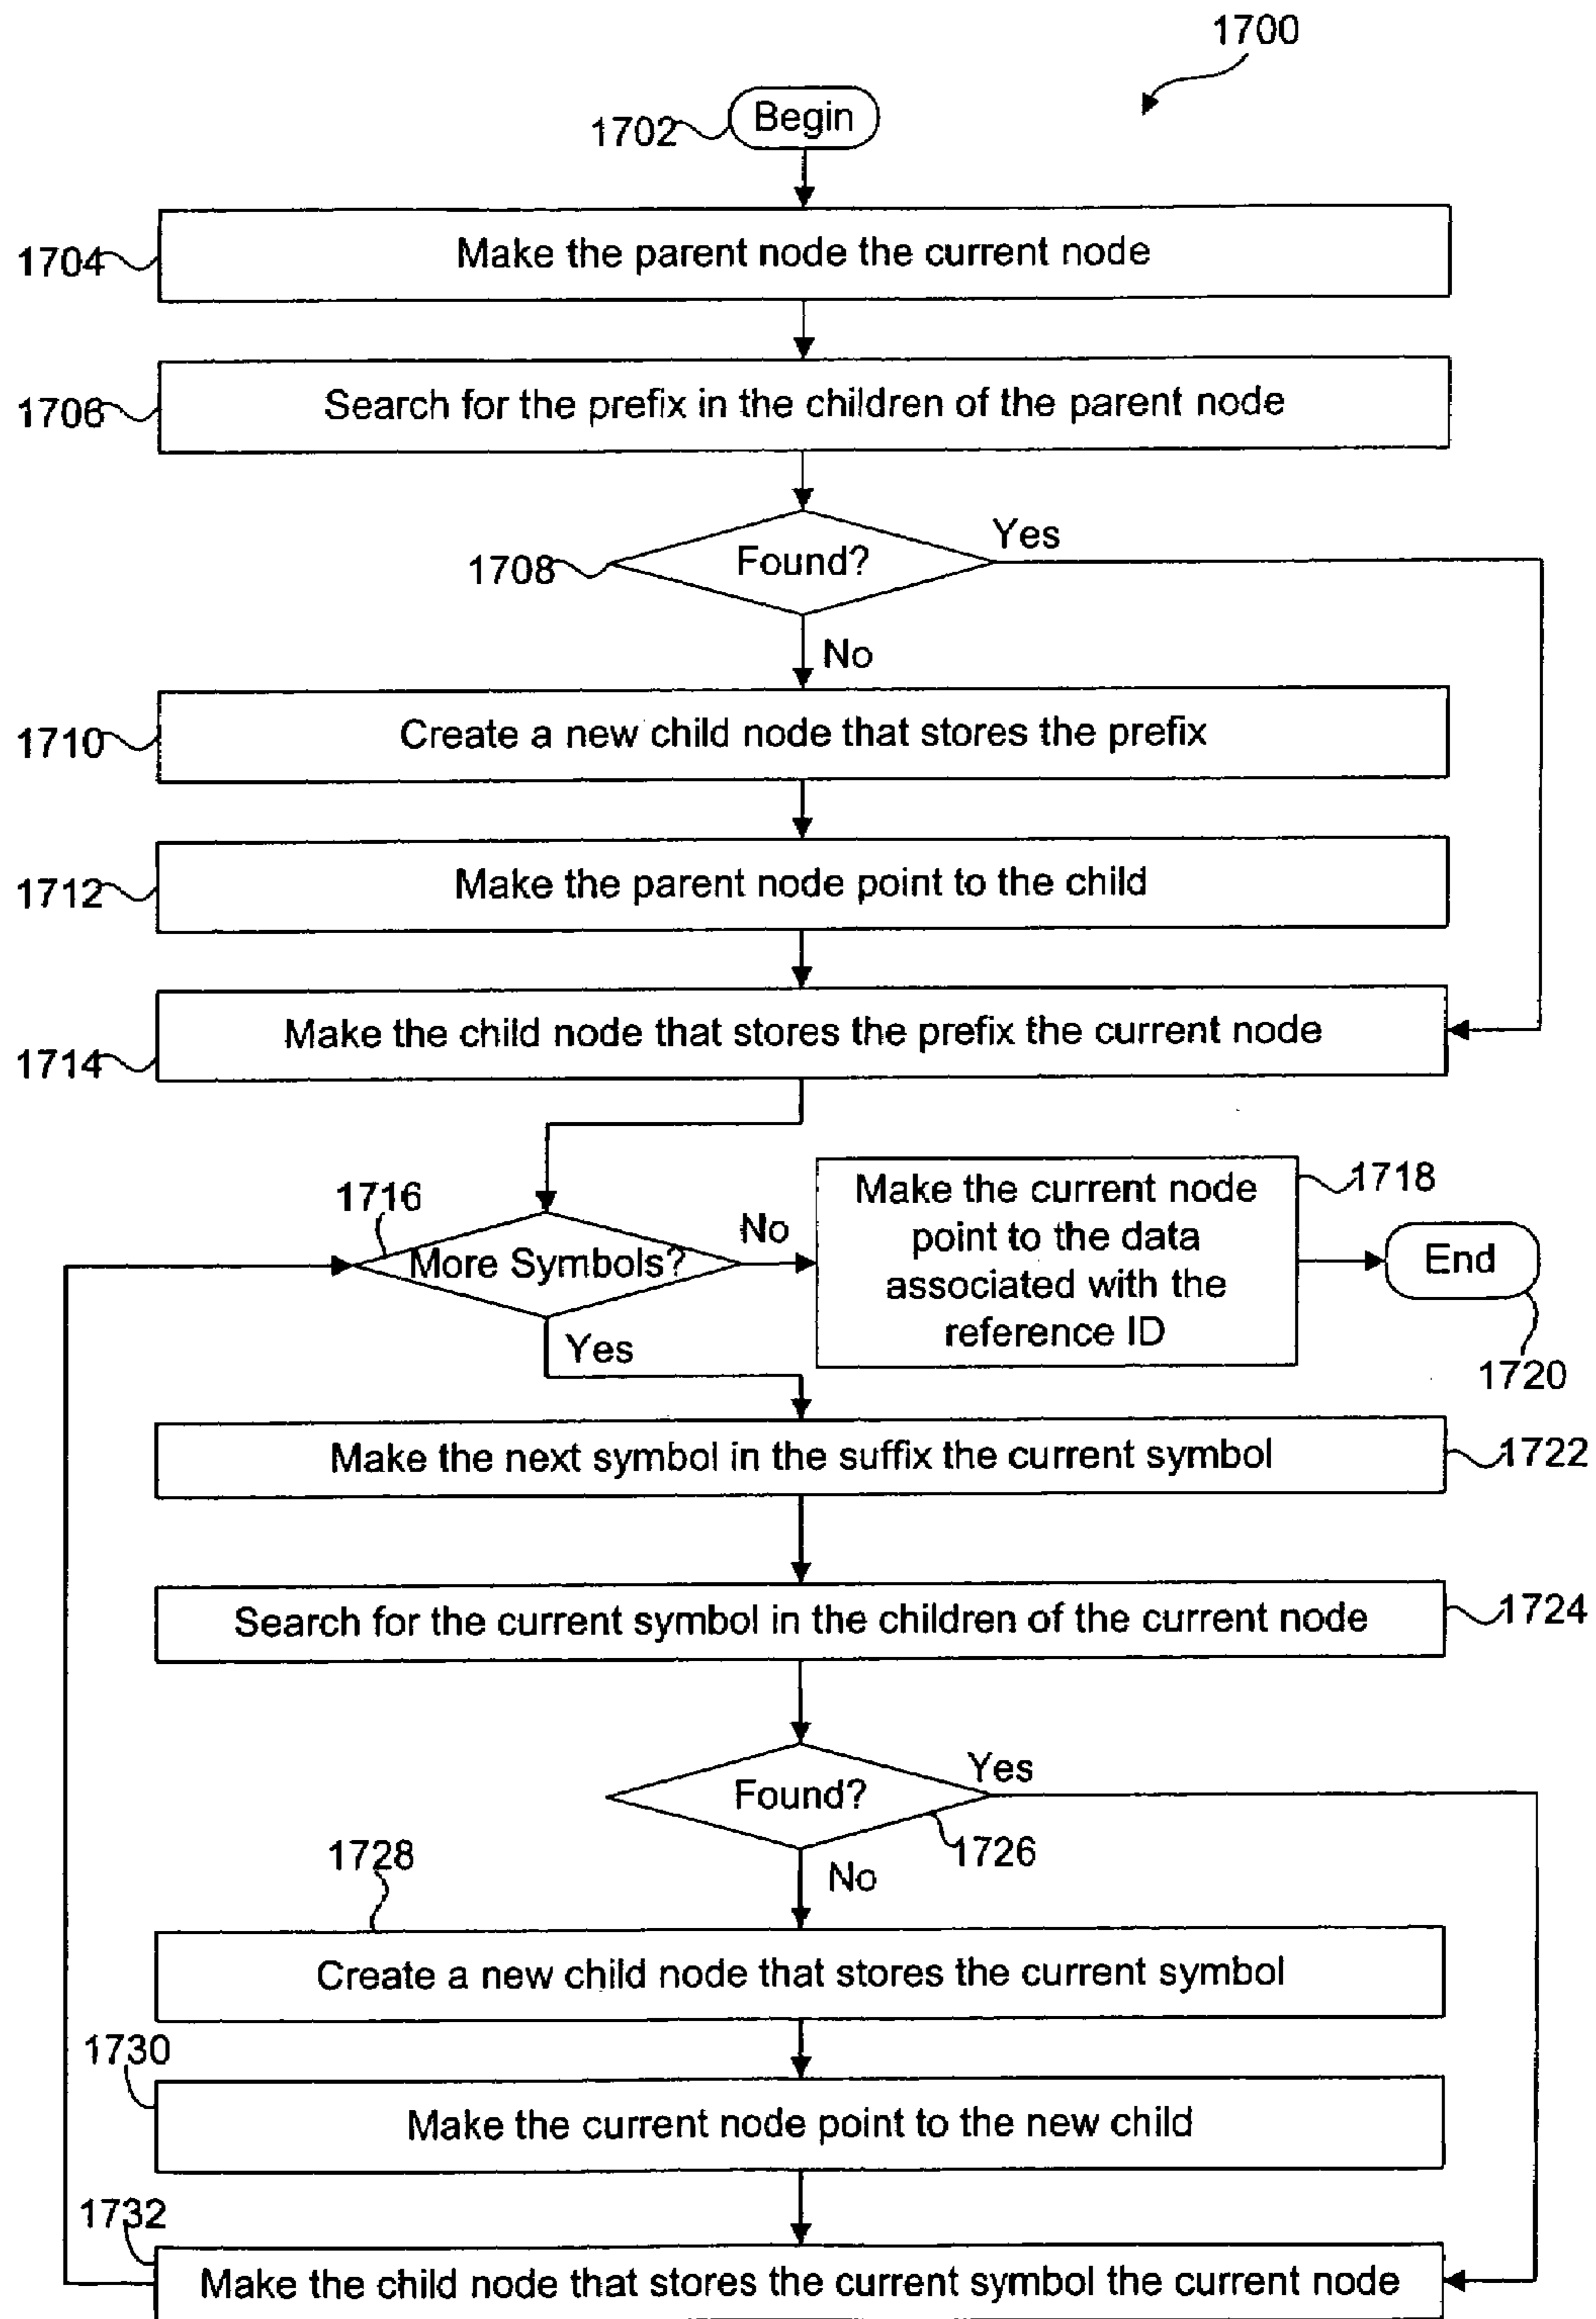 1700
1702
Begin
1704
Make the parent node the current node
1706
Search for the prefix in the children of the parent node
1708
Found?
Yes
No
1710
Create a new child node that stores the prefix
1712
Make the parent node point to the child
1714
Make the child node that stores the prefix the current node
1716
More Symbols?
No
Yes
Make the current node
point to the data
associated with the
reference ID
1718
End
1720
Make the next symbol in the suffix the current symbol
1722
Search for the current symbol in the children of the current node
1724
Found?
Yes
1726
No
1728
Create a new child node that stores the current symbol
1730
Make the current node point to the new child
1732
Make the child node that stores the current symbol the current node